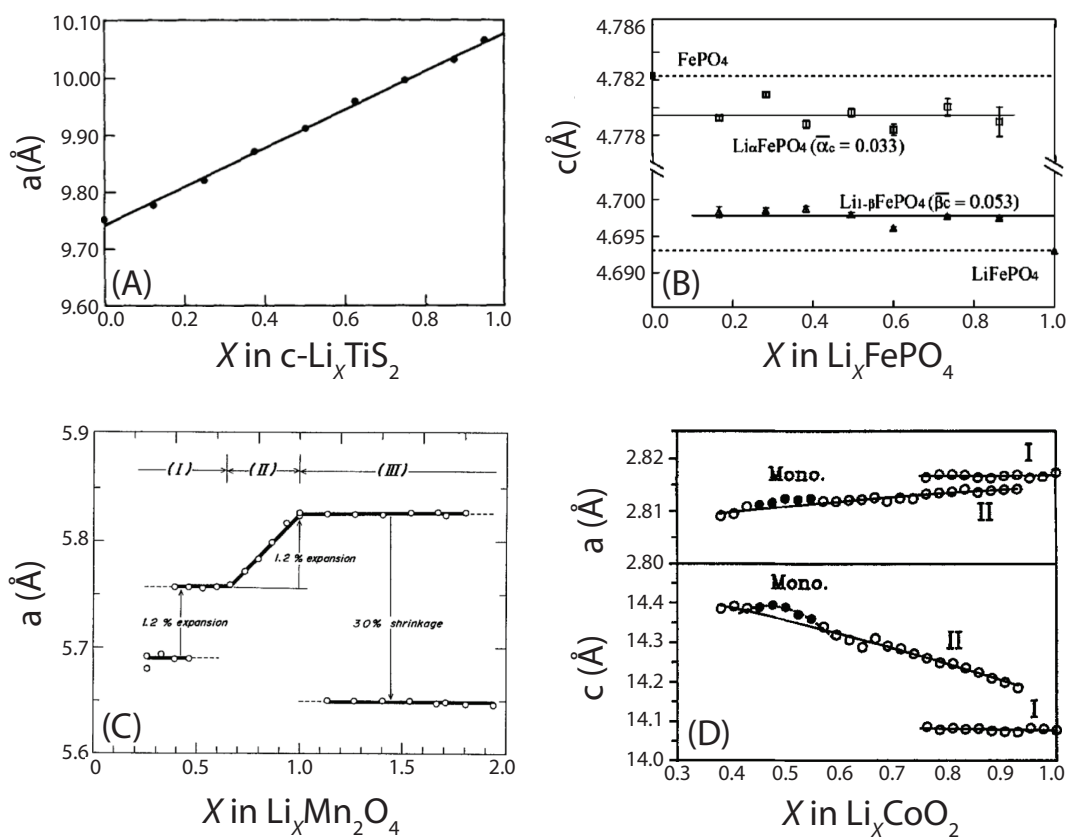 10.10
10.00
9.90
9.80
9.70
9.60
a(Å)
(A)
0.0 0.2 0.4 0.6 0.8 1.0
X in c-LiXTiS2
4.786
4.782
4.778
4.698
4.695
4.690
c(Å)
FePO4
LiαFePO4 (α̅c = 0.033)
Li1-βFePO4 (β̅c = 0.053)
LiFePO4
(B)
0.0 0.2 0.4 0.6 0.8 1.0
X in LiXFePO4
5.9
5.8
5.7
5.6
a (Å)
(I) (II) (III)
1.2 % expansion
1.2 % expansion
3.0% shrinkage
(C)
0 0.5 1.0 1.5 2.0
X in LiXMn2O4
2.82
2.81
2.80
a (Å)
Mono.
I
II
14.4
14.3
14.2
14.0
c (Å)
Mono.
II
I
(D)
0.3 0.4 0.5 0.6 0.7 0.8 0.9 1.0
X in LiXCoO2